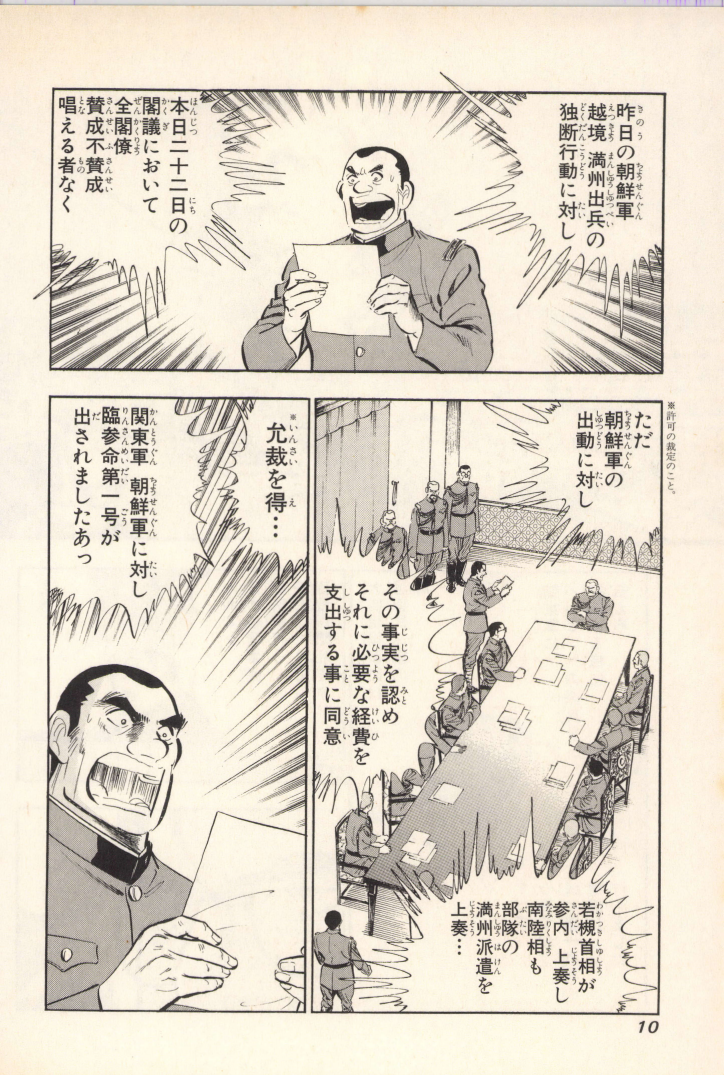 昨日の朝鮮軍
越境 満州出兵の
独断行動に対し
本日二十二日の
閣議において
全閣僚
賛成不賛成
唱える者なく
※許可の裁定のこと。
ただ
朝鮮軍の
出動に対し
その事実を認め
それに必要な経費を
支出する事に同意
若槻首相が
参内 上奏し
南陸相も
部隊の
満州派遣を
上奏…
※允裁を得…
関東軍 朝鮮軍に対し
臨参命第一号が
出されましたあっ
10